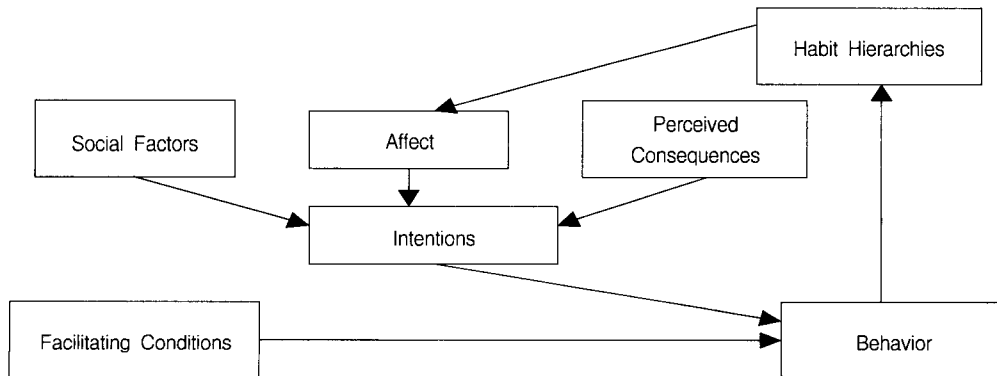 Habit Hierarchies
Social Factors
Affect
Perceived
Consequences
Intentions
Facilitating Conditions
Behavior